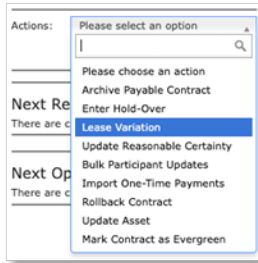 Actions: Please select an option
Please choose an action
Archive Payable Contract
Enter Hold-Over
Lease Variation
Next Re
Update Reasonable Certainty
There are c
Bulk Participant Updates
Import One-Time Payments
Next Op
Rollback Contract
There are c
Update Asset
Mark Contract as Evergreen